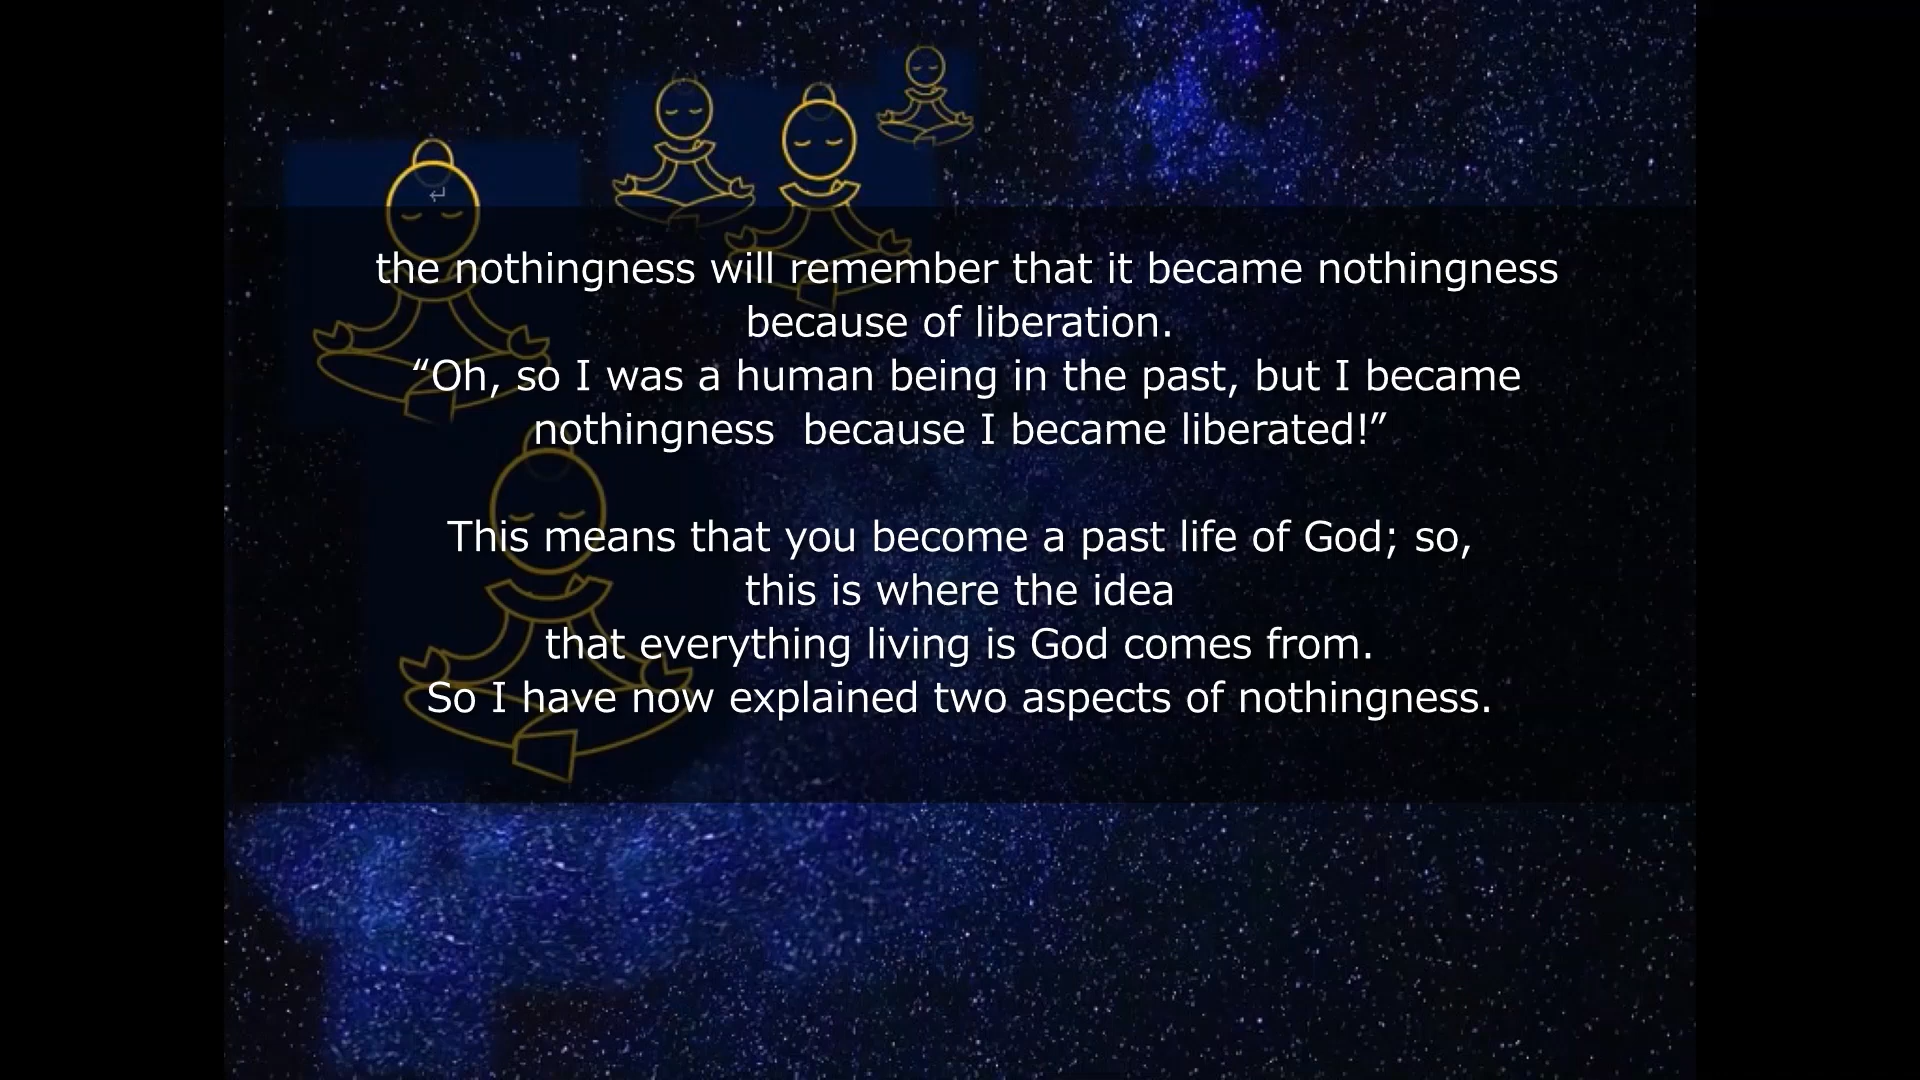 ↵
the nothingness will remember that it became nothingness
because of liberation.
“Oh, so I was a human being in the past, but I became
nothingness  because I became liberated!”
This means that you become a past life of God; so,
this is where the idea
that everything living is God comes from.
So I have now explained two aspects of nothingness.